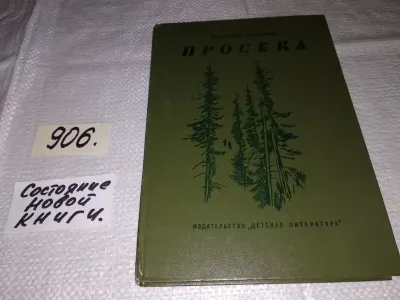 ПРОСЕКА
ИЗДАТЕЛЬСТВО „ДЕТСКАЯ ЛИТЕРАТУРА"
906.
Состояние
новой
книги.